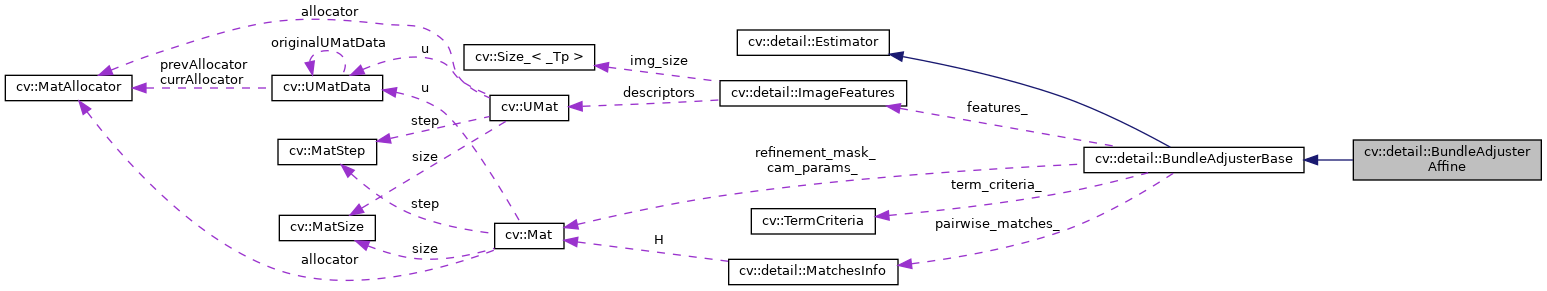 allocator
originalUMatData
u
cv::Size_< _Tp >
img_size
cv::detail::Estimator
prevAllocator
currAllocator
cv::MatAllocator
cv::UMatData
u
cv::UMat
descriptors
cv::detail::ImageFeatures
features_
step
cv::MatStep
size
refinement_mask_
cam_params_
cv::detail::BundleAdjusterBase
cv::detail::BundleAdjuster
Affine
term_criteria_
step
cv::MatSize
cv::TermCriteria
pairwise_matches_
cv::Mat
H
size
allocator
cv::detail::MatchesInfo